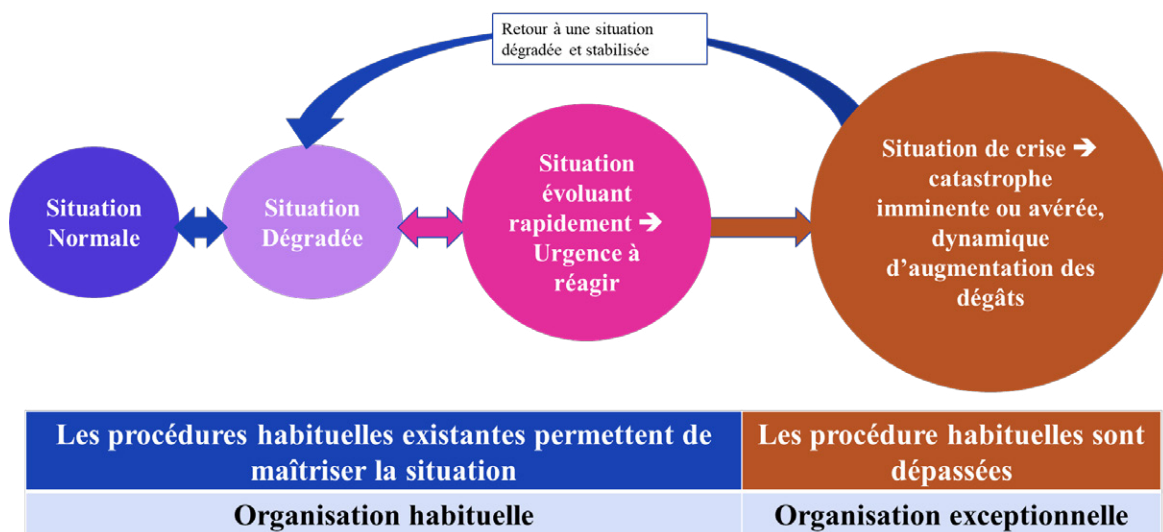 Retour à une situation
dégradée et stabilisée
Situation
Normale
Situation
Dégradée
Situation
évoluant
rapidement ➔
Urgence à
réagir
Situation de crise ➔
catastrophe
imminente ou avérée,
dynamique
d'augmentation des
dégâts
Les procédures habituelles existantes permettent de
maîtriser la situation
Les procédure habituelles sont
dépassées
Organisation habituelle
Organisation exceptionnelle